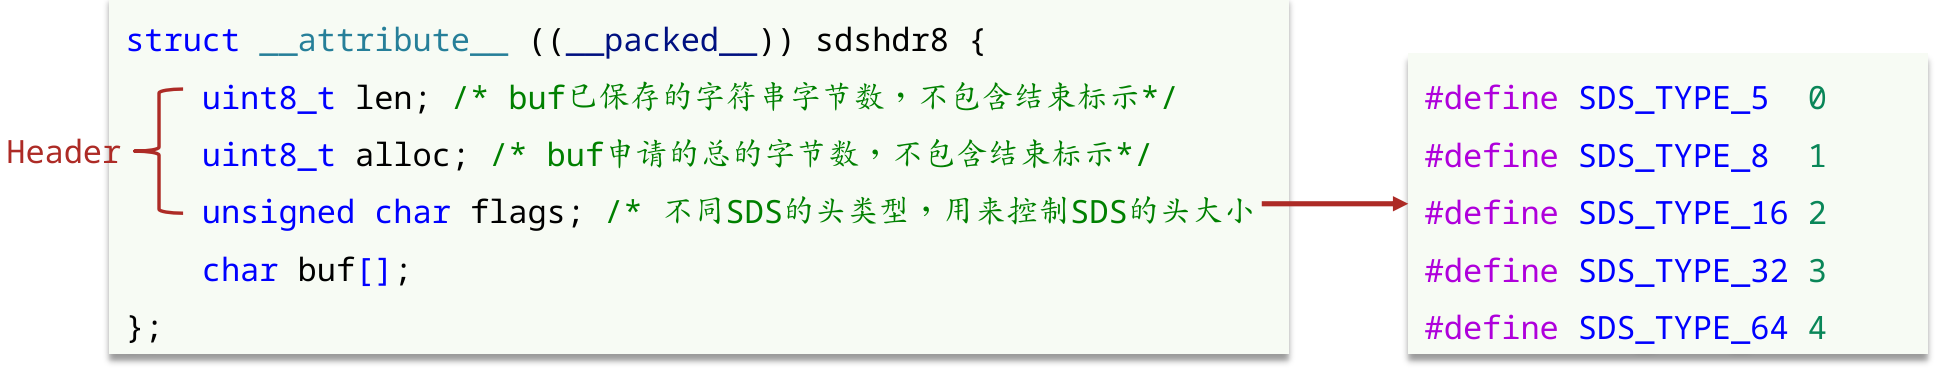 struct __attribute__ ((__packed__)) sdshdr8 {
uint8_t len; /* buf已保存的字符串字节数，不包含结束标示*/
Header
uint8_t alloc; /* buf申请的总的字节数，不包含结束标示*/
unsigned char flags; /* 不同SDS的头类型，用来控制SDS的头大小
char buf[];
};
#define SDS_TYPE_5 0
#define SDS_TYPE_8 1
#define SDS_TYPE_16 2
#define SDS_TYPE_32 3
#define SDS_TYPE_64 4